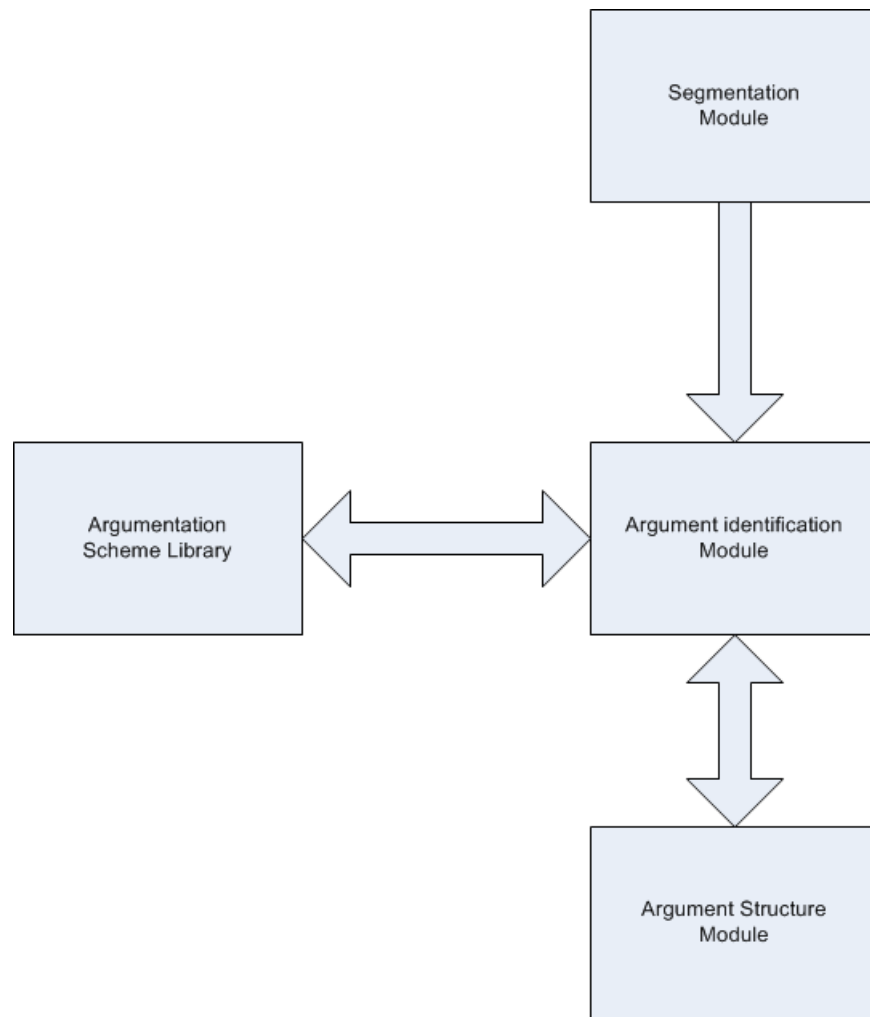 Segmentation
Module
Argumentation
Scheme Library
Argument identification
Module
Argument Structure
Module